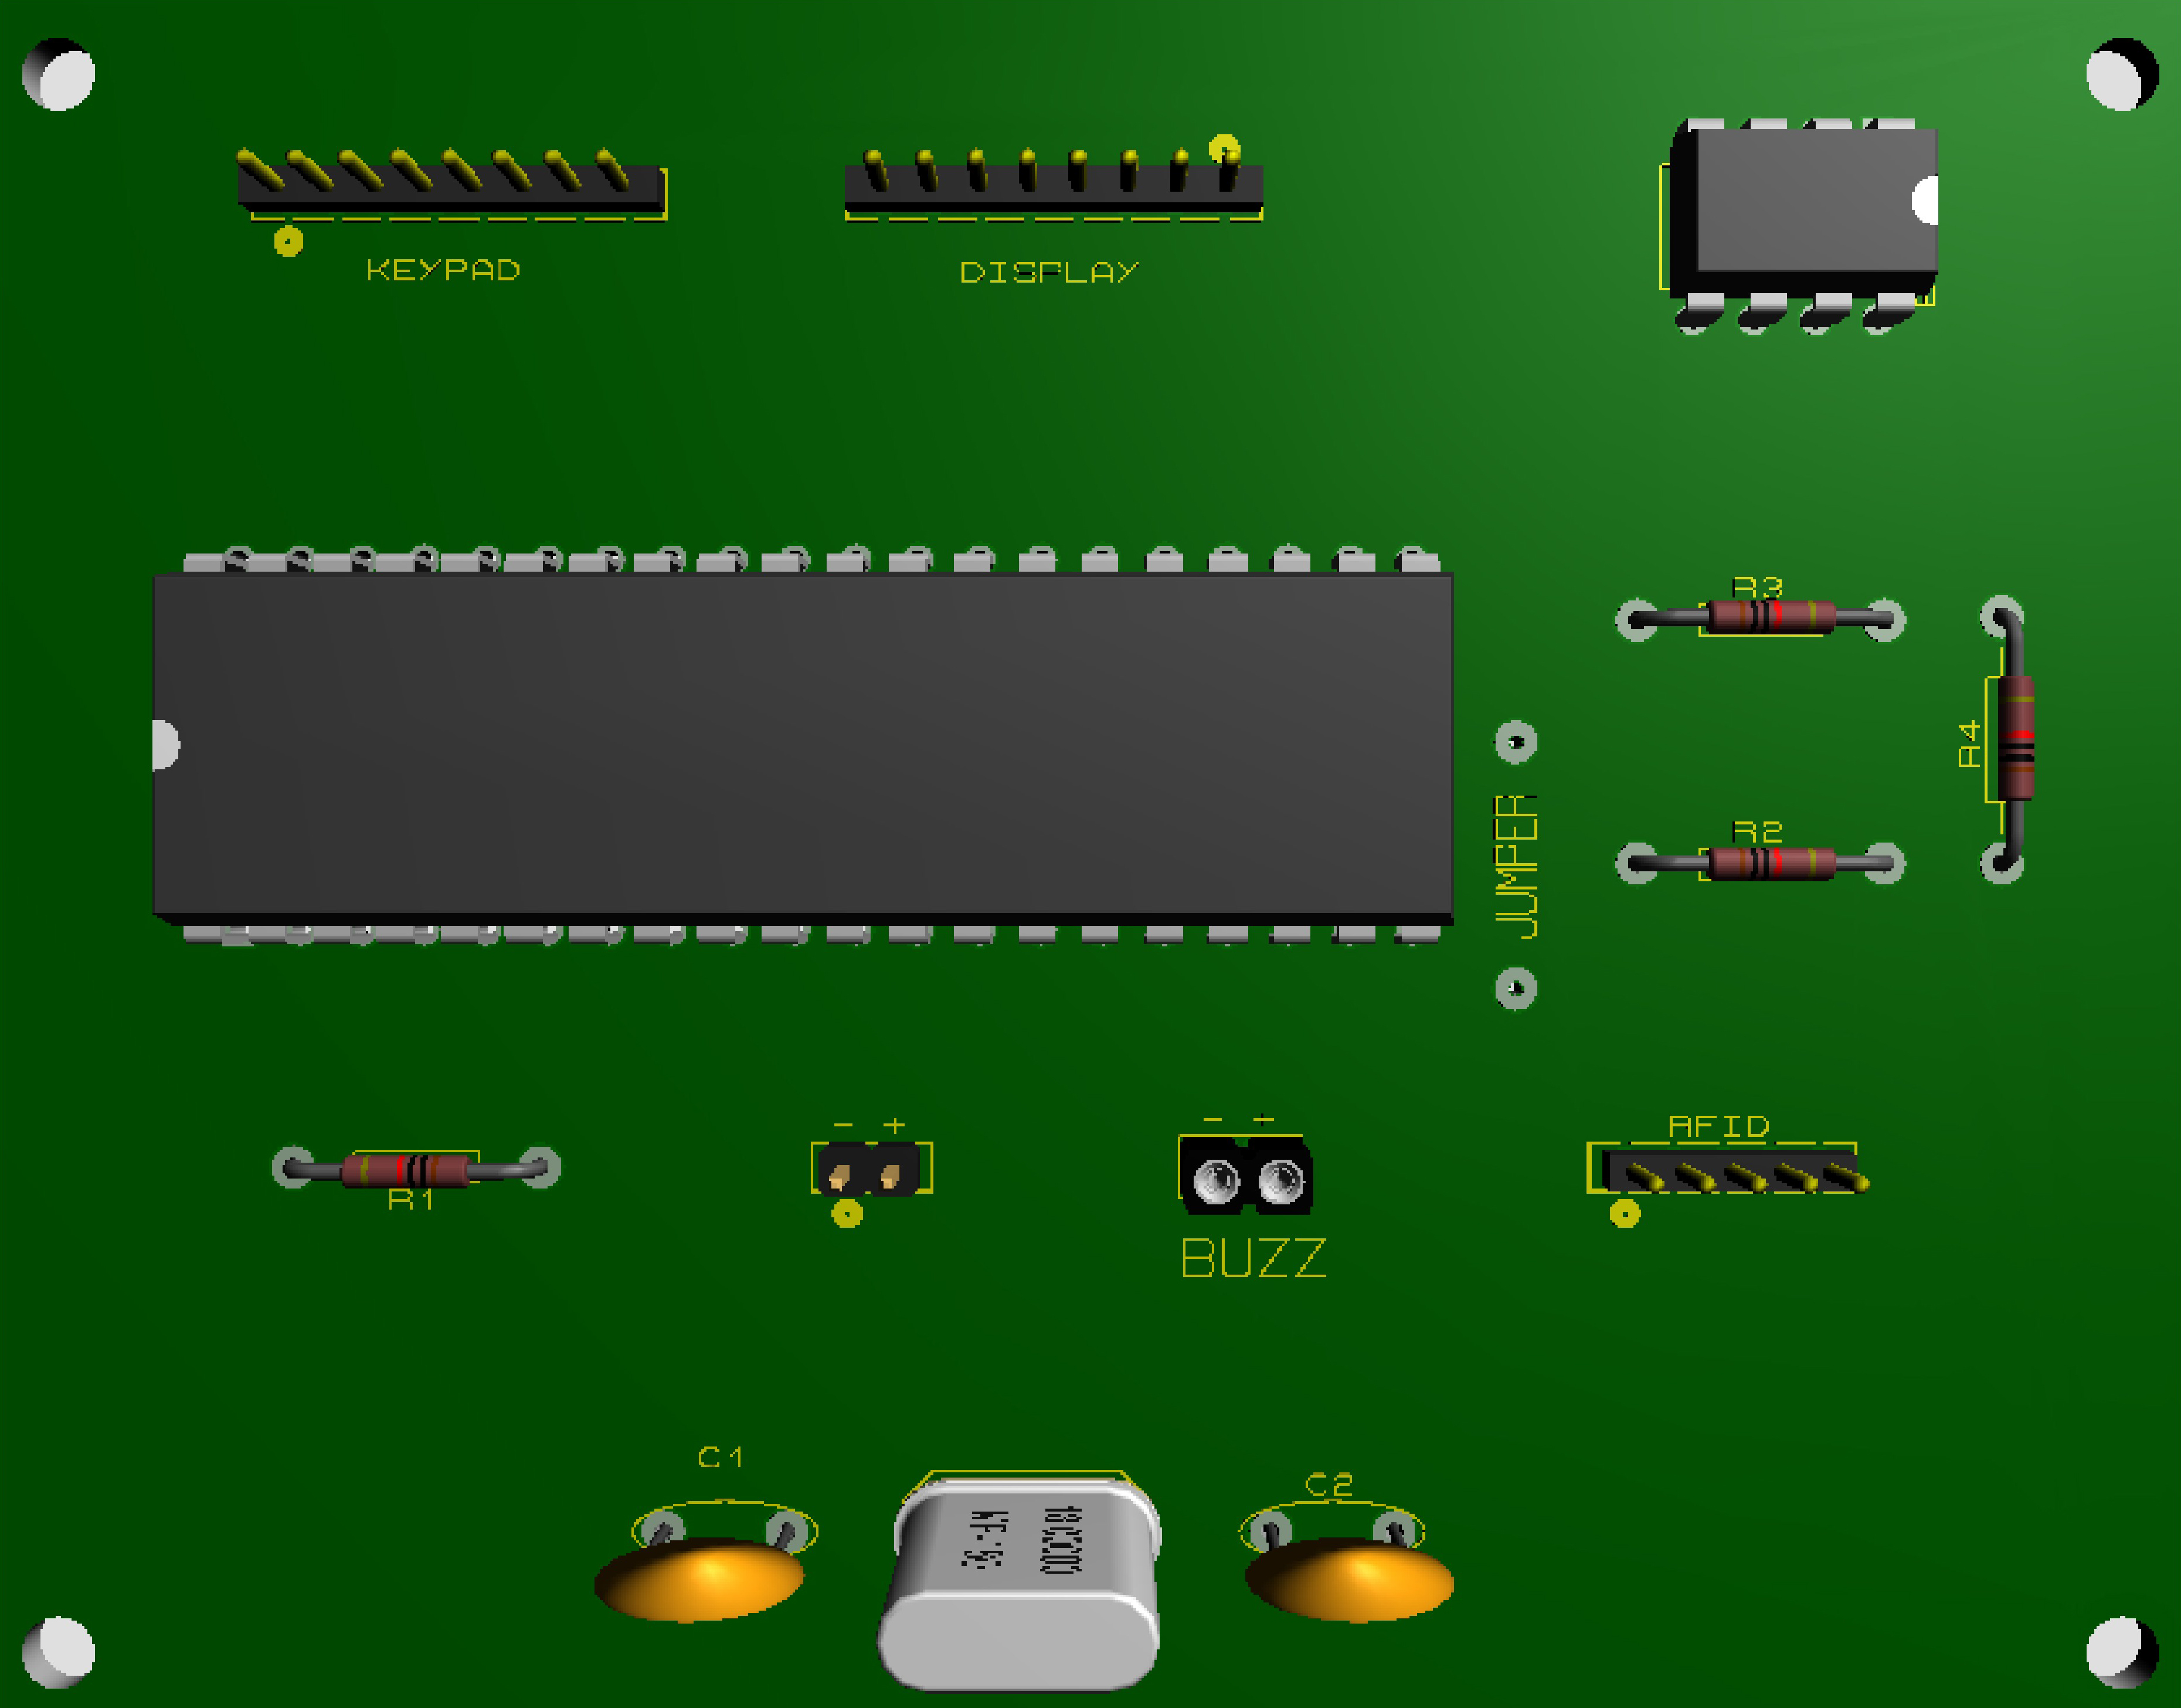 KEYPAD
DISPLAY
R3
R4
R2
JUMPER
- +
- +
RFID
R1
BUZZ
C1
C2